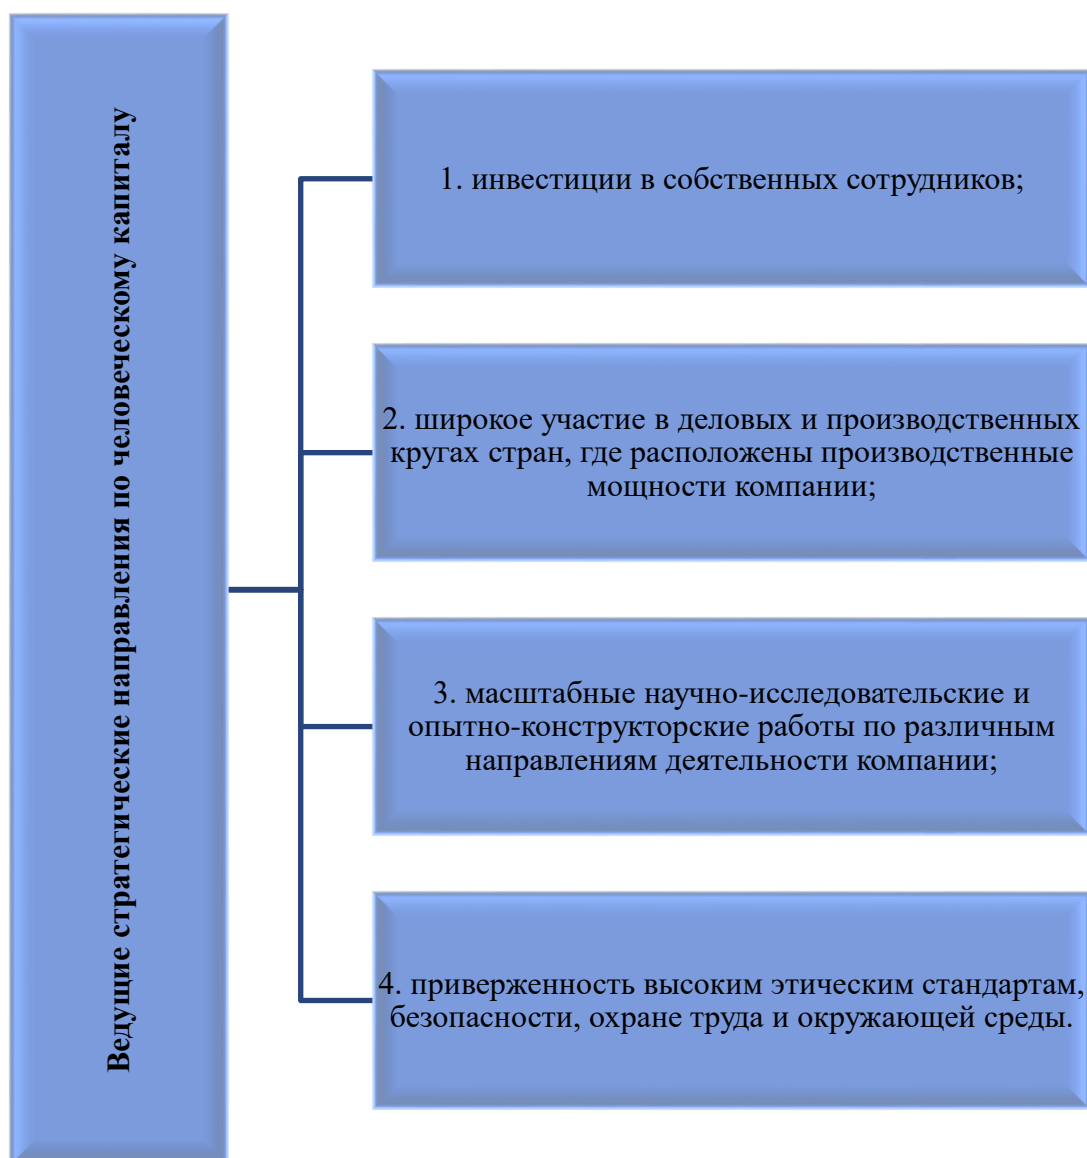 Ведущие стратегические направления по человеческому капиталу
1. инвестиции в собственных сотрудников;
2. широкое участие в деловых и производственных
кругах стран, где расположены производственные
мощности компании;
3. масштабные научно-исследовательские и
опытно-конструкторские работы по различным
направлениям деятельности компании;
4. приверженность высоким этическим стандартам,
безопасности, охране труда и окружающей среды.